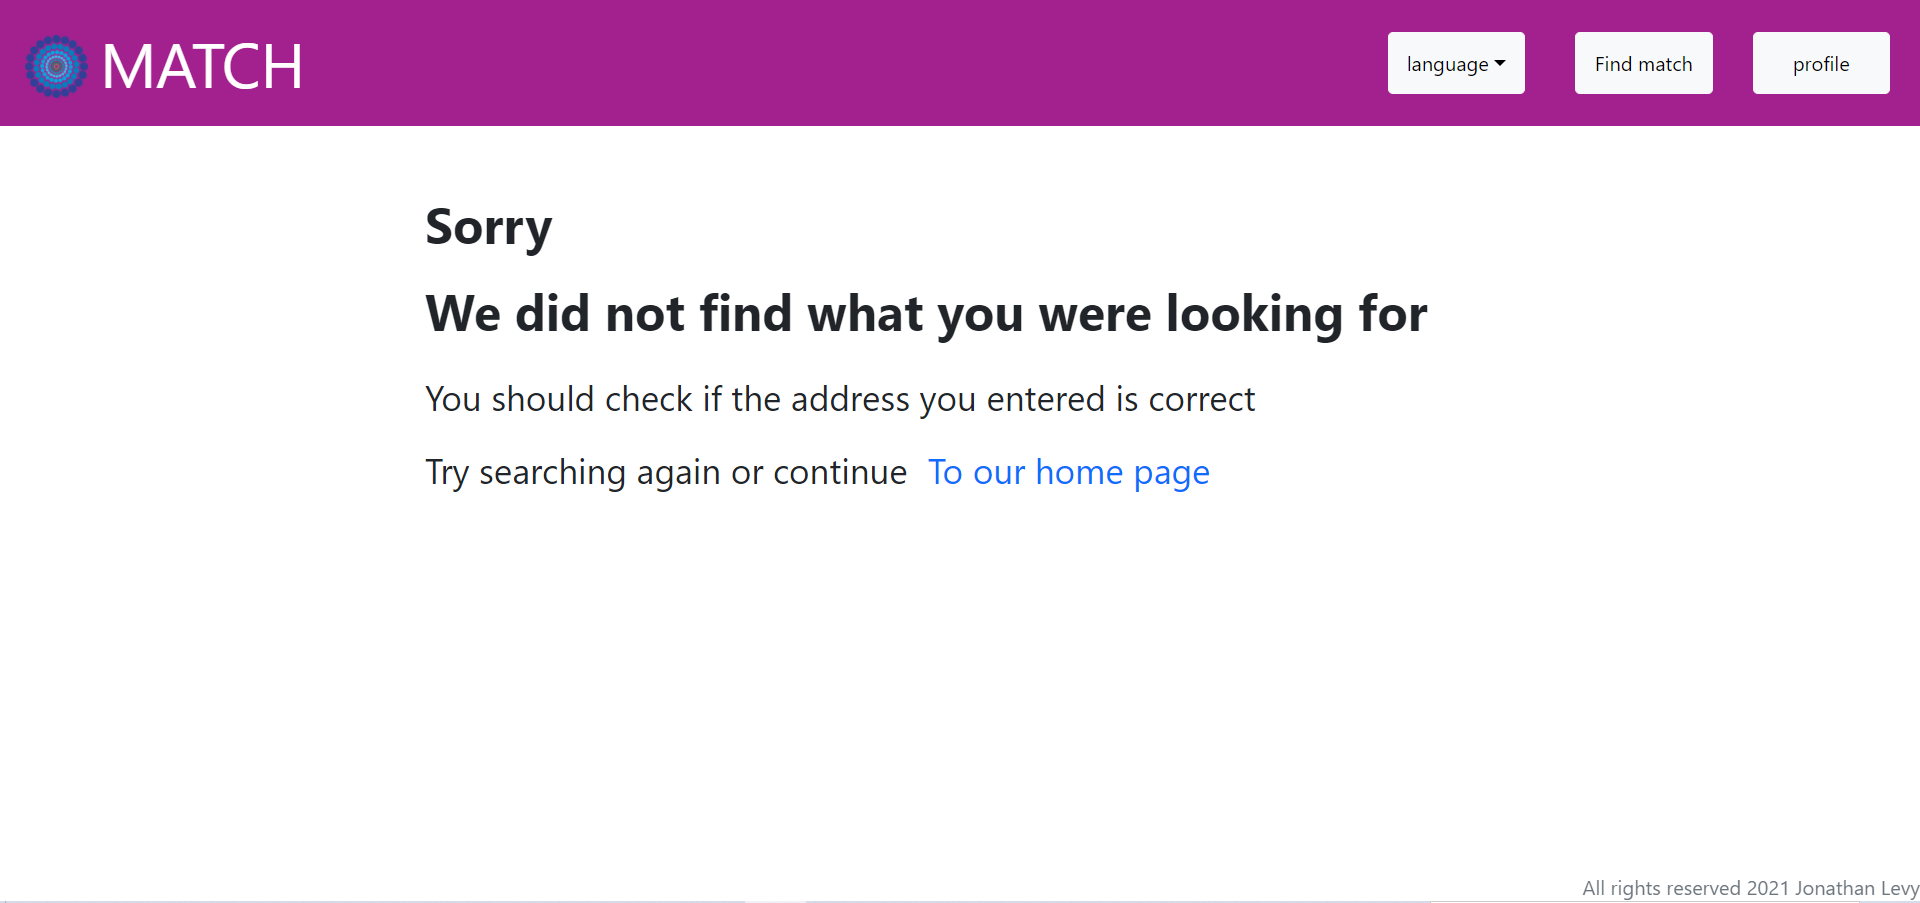 MATCH
language
Find match
profile
Sorry
We did not find what you were looking for
You should check if the address you entered is correct
Try searching again or continue To our home page
All rights reserved 2021 Jonathan Levy